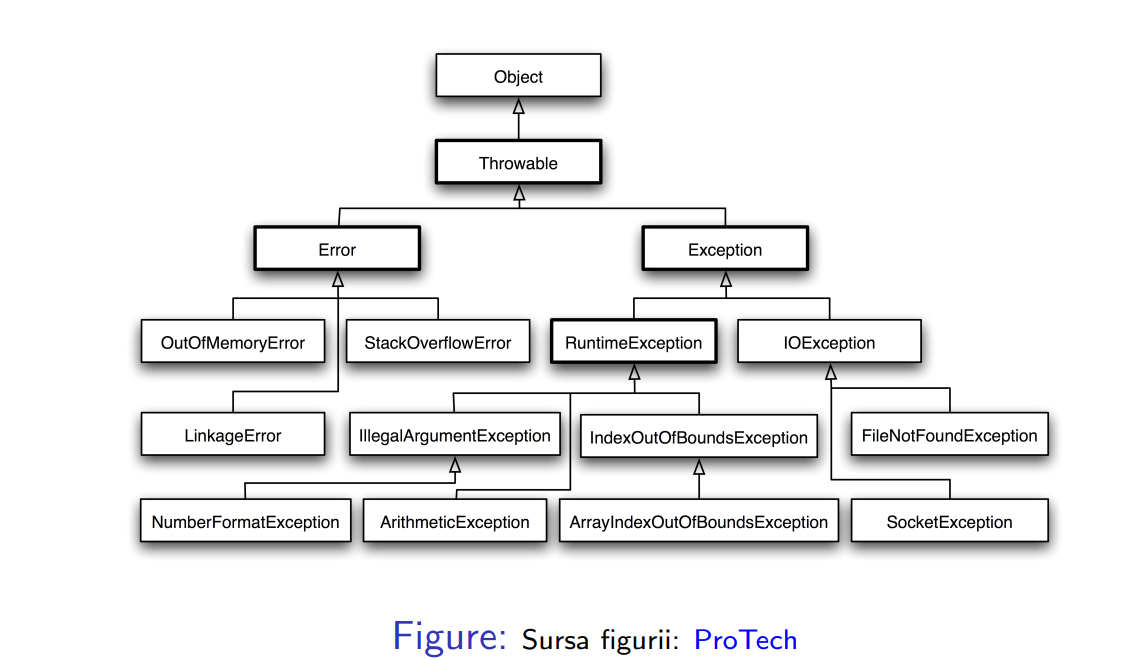 Object
Throwable
Error
Exception
OutOfMemoryError
StackOverflowError
RuntimeException
IOException
LinkageError
IllegalArgumentException
IndexOutOfBoundsException
FileNotFoundException
NumberFormatException
ArithmeticException
ArrayIndexOutOfBoundsException
SocketException
Figure: Sursa figurii: ProTech